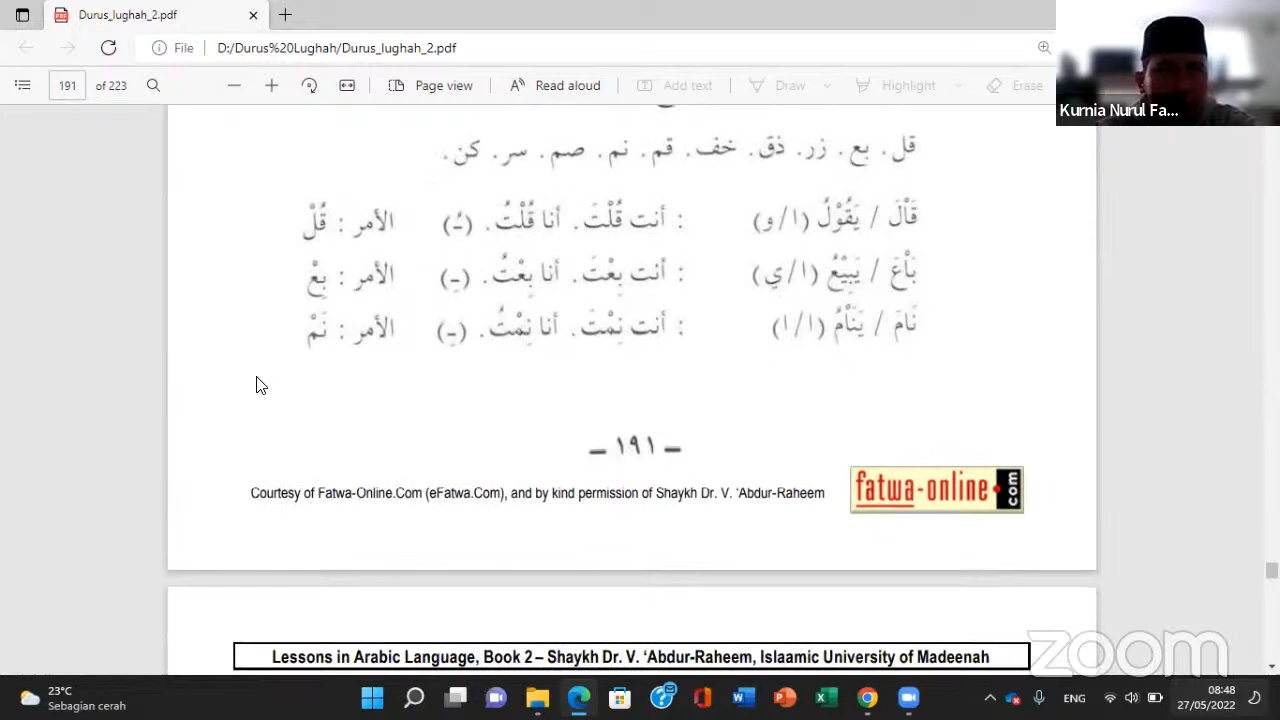 Durus_lughah_2.pdf
File D:/Durus%20Lughah/Durus_lughah_2.pdf
191 of 223 Page view Read aloud Add text Draw Highlight Erase
Kurnia Nurul Fa...
قل. بع. زر. ذق. خف. قم. نم. صم. سر. كن.
قَاْلَ / يَقُوْلُ (ا/و) : أنت قُلْتَ. أنا قُلْتُ. (ـُ) الأمر : قُلْ
بَاْعَ / يَبِيْعُ (ا/ي) : أنت بِعْتَ. أنا بِعْتُ. (ـِ) الأمر : بِعْ
نَامَ / يَنَاْمُ (ا/ا) : أنت نِمْتَ. أنا نِمْتُ. (ـِ) الأمر : نَمْ
– ١٩١ –
Courtesy of Fatwa-Online.Com (eFatwa.Com), and by kind permission of Shaykh Dr. V. ‘Abdur-Raheem
fatwa-online.com
Lessons in Arabic Language, Book 2 – Shaykh Dr. V. ‘Abdur-Raheem, Islaamic University of Madeenah
zoom
23°C
Sebagian cerah
ENG
08:48
27/05/2022